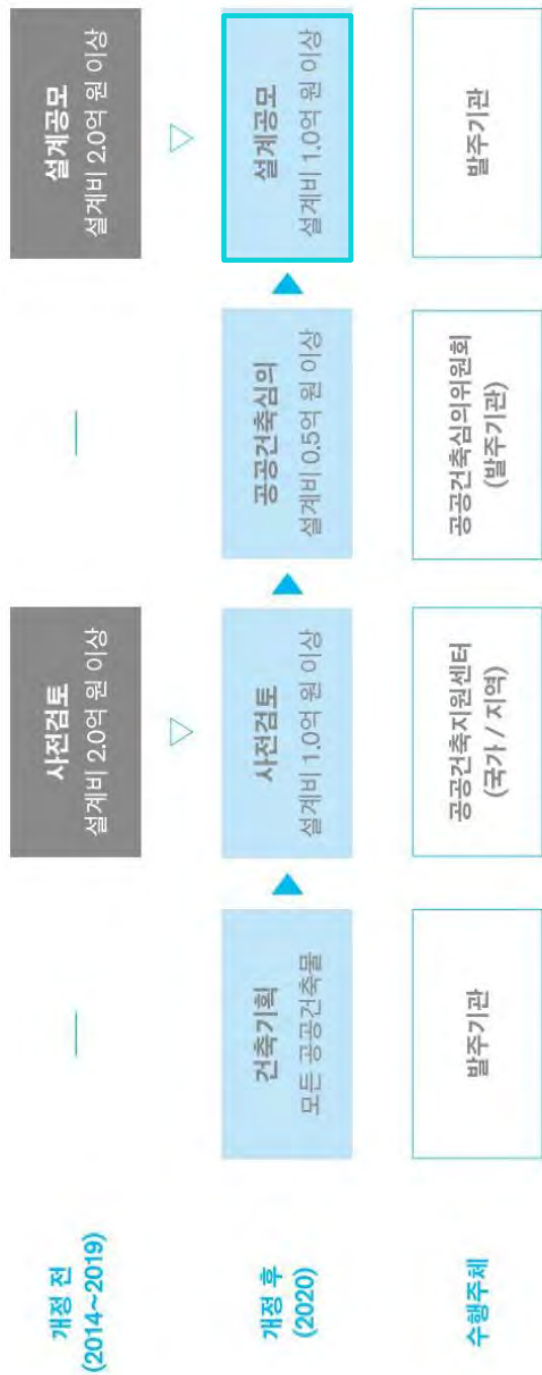 개정 전
(2014~2019)
—
사전검토
설계비 2.0억 원 이상
—
설계공모
설계비 2.0억 원 이상
개정 후
(2020)
건축기획
모든 공공건축물
사전검토
설계비 1.0억 원 이상
공공건축심의
설계비 0.5억 원 이상
설계공모
설계비 1.0억 원 이상
수행주체
발주기관
공공건축지원센터
(국가 / 지역)
공공건축심의위원회
(발주기관)
발주기관